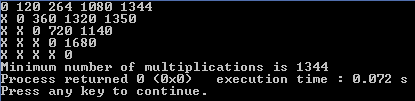 0 120 264 1080 1344
X 0 360 1320 1350
X X 0 720 1140
X X X 0 1680
X X X X 0
Minimum number of multiplications is 1344
Process returned 0 (0x0)   execution time : 0.072 s
Press any key to continue.